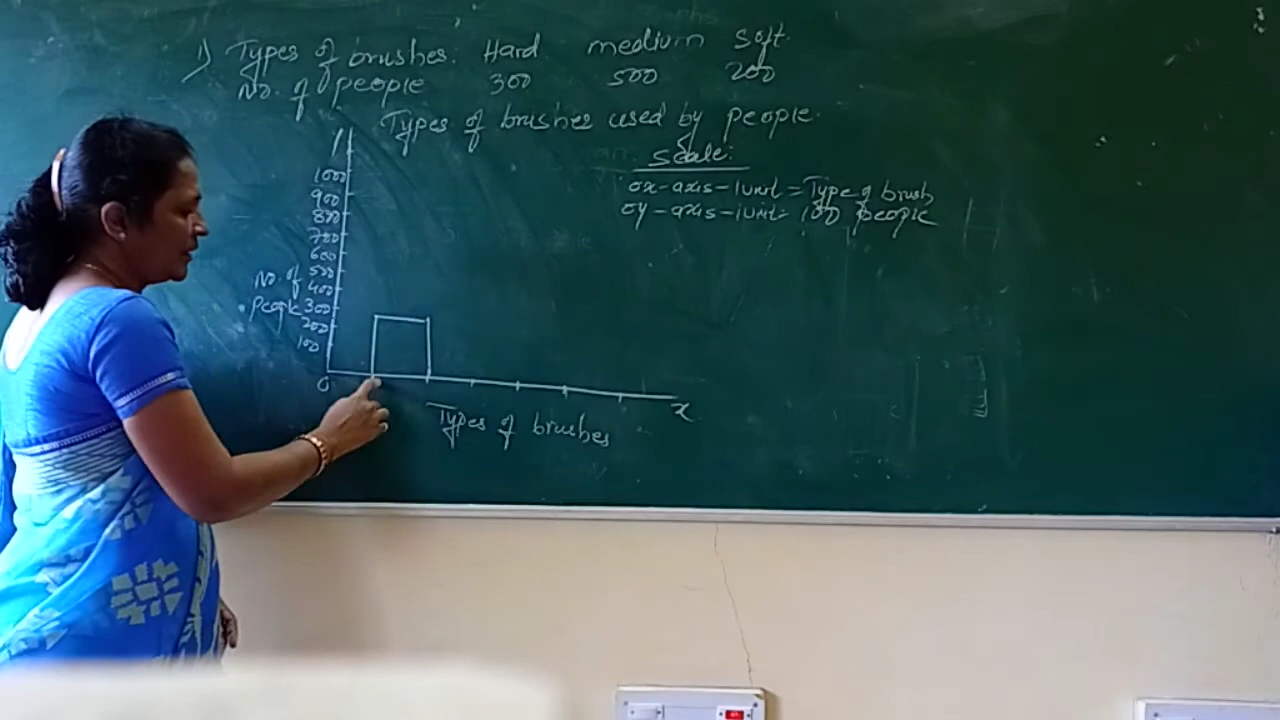 1) Types of brushes: Hard medium Soft.
No. of people 300 500 200
Types of brushes used by people.
Scale:
ox-axis-1unit = Type of brush
oy-axis-1unit= 100 people
Y
1000
900
800
700
600
500
400
300
200
100
0
No. of
People
X
Types of brushes